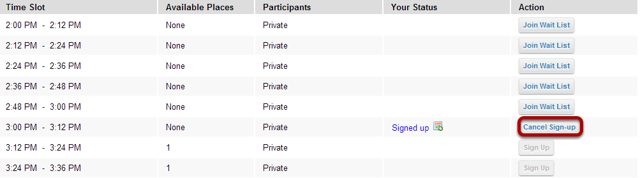 Time Slot Available Places Participants Your Status Action
2:00 PM - 2:12 PM None Private Join Wait List
2:12 PM - 2:24 PM None Private Join Wait List
2:24 PM - 2:36 PM None Private Join Wait List
2:36 PM - 2:48 PM None Private Join Wait List
2:48 PM - 3:00 PM None Private Join Wait List
3:00 PM - 3:12 PM None Private Signed up Cancel Sign-up
3:12 PM - 3:24 PM 1 Private Sign Up
3:24 PM - 3:36 PM 1 Private Sign Up